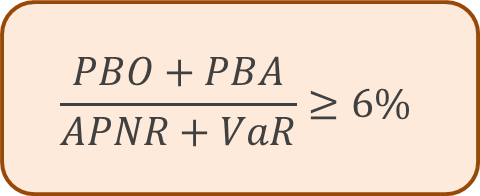 PBO + PBA
APNR + VaR
≥ 6%